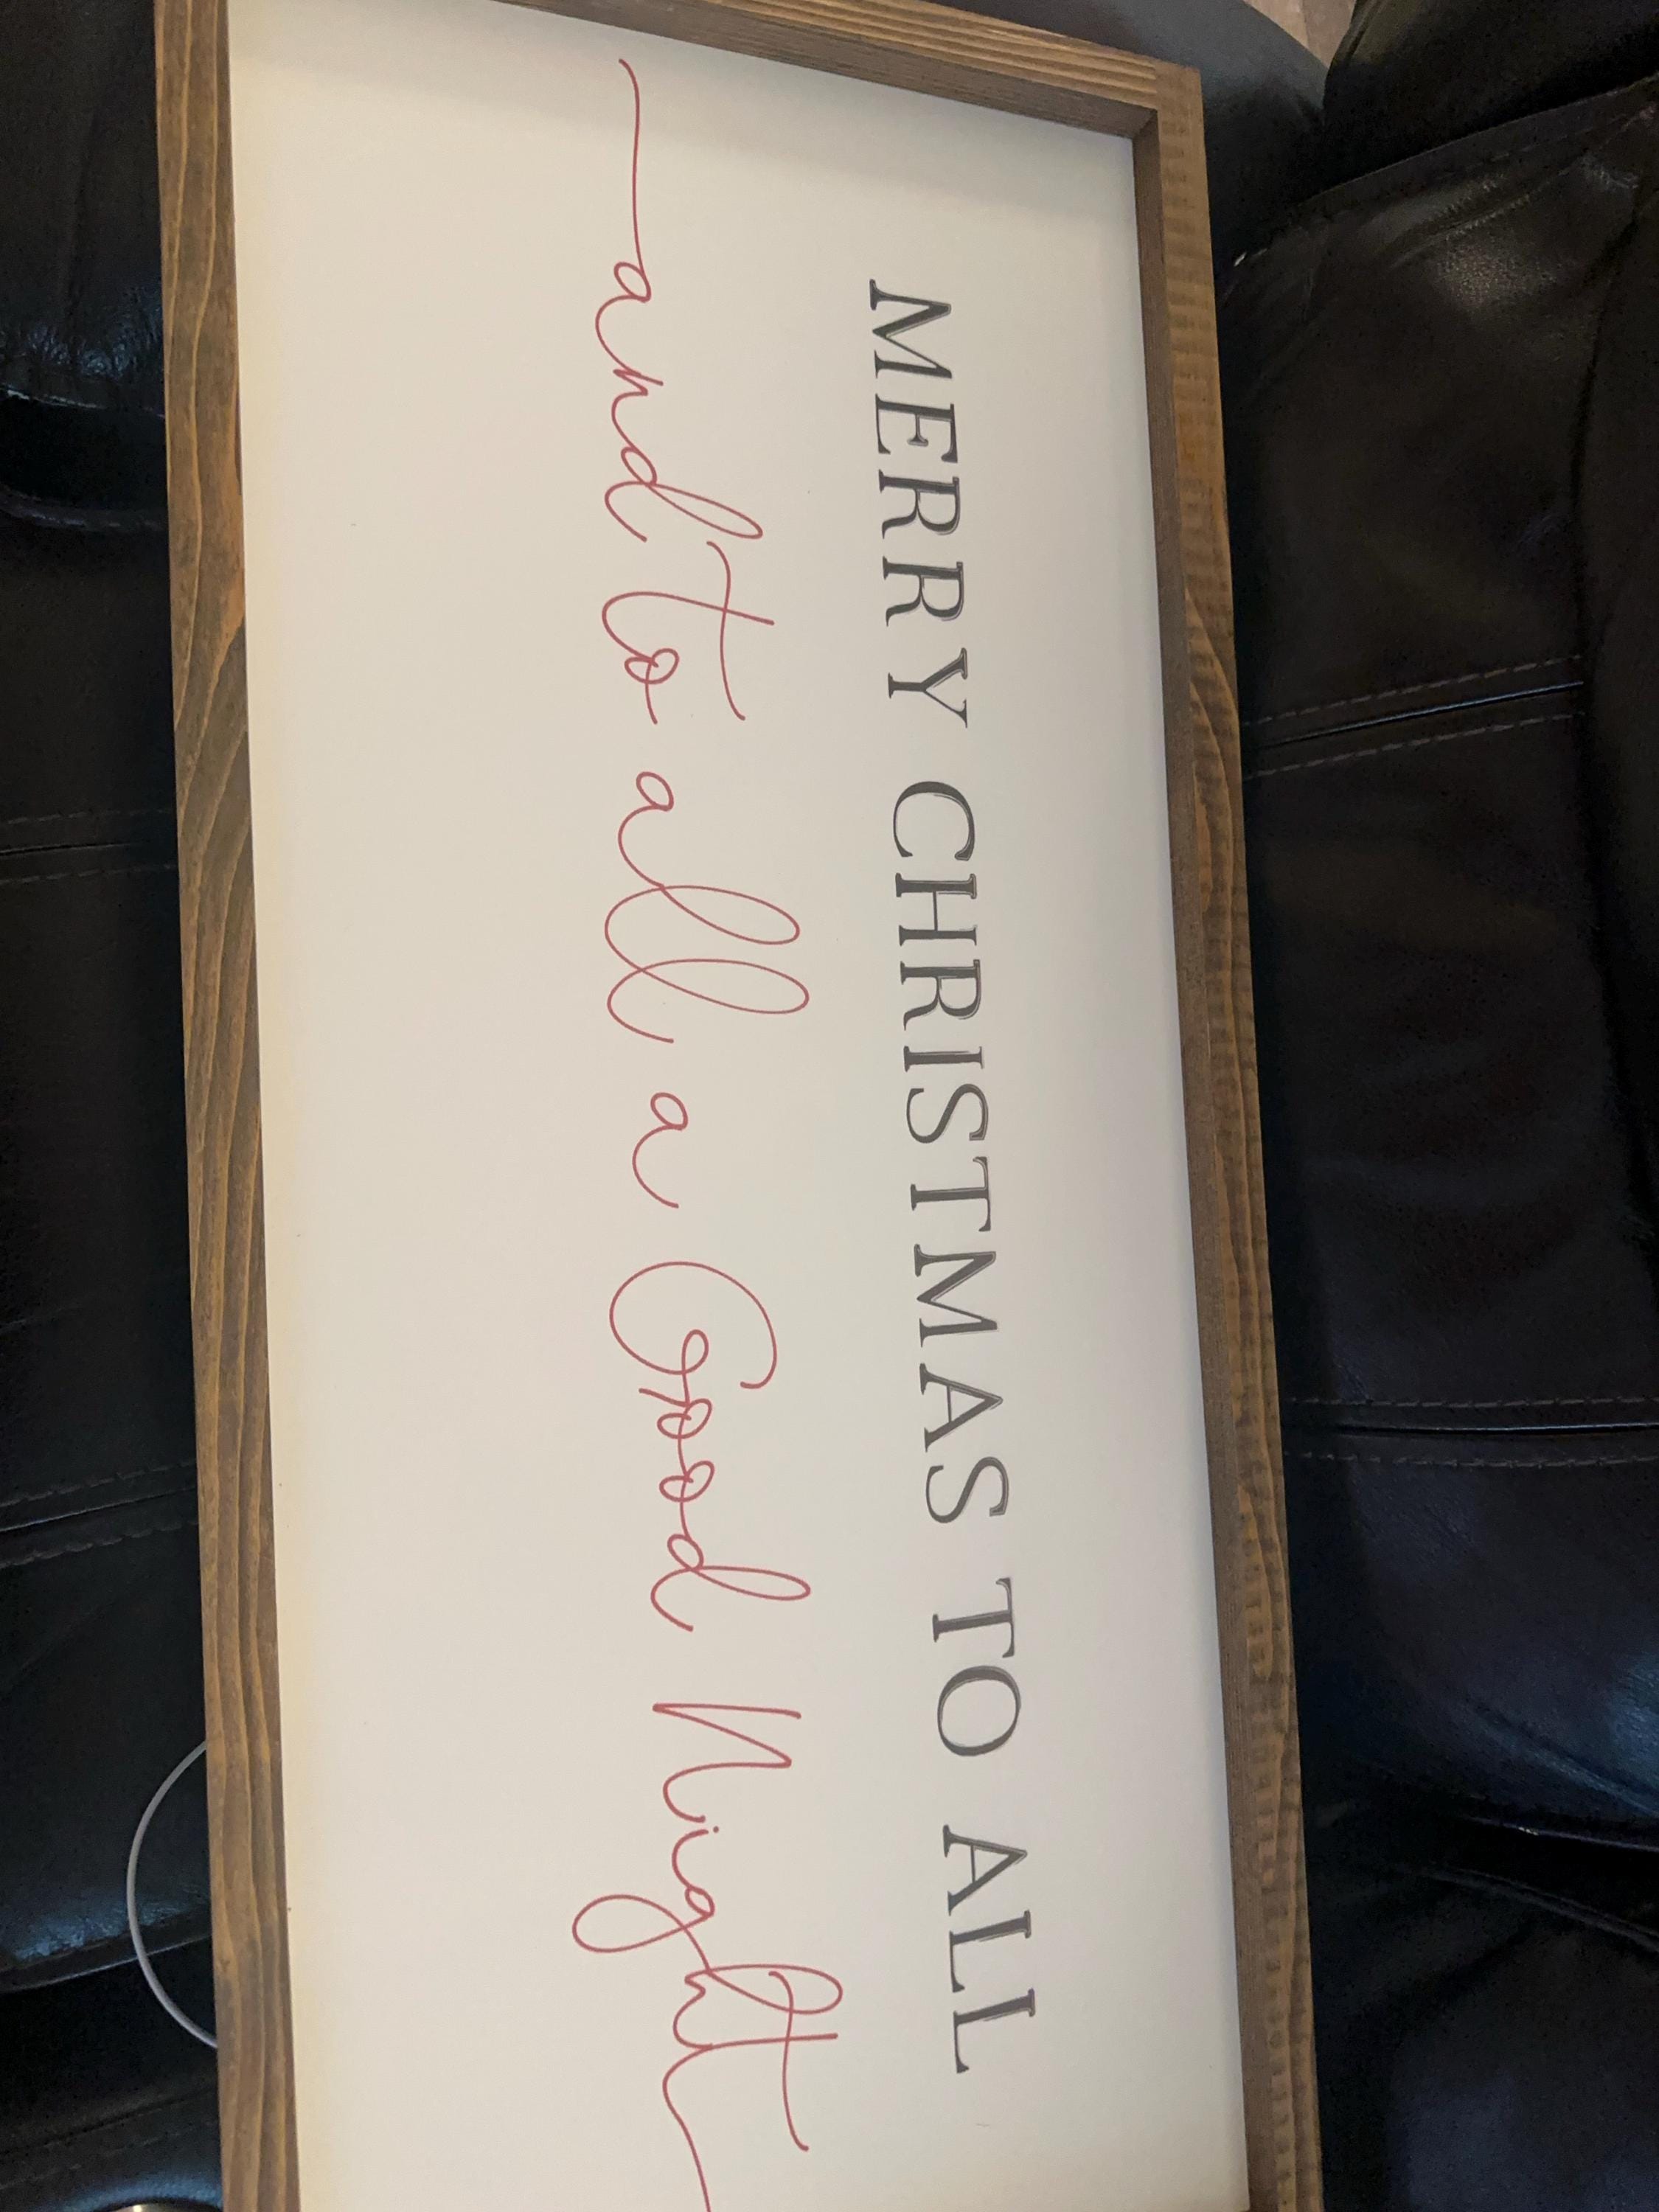 MERRY CHRISTMAS TO ALL
and to all a Good Night